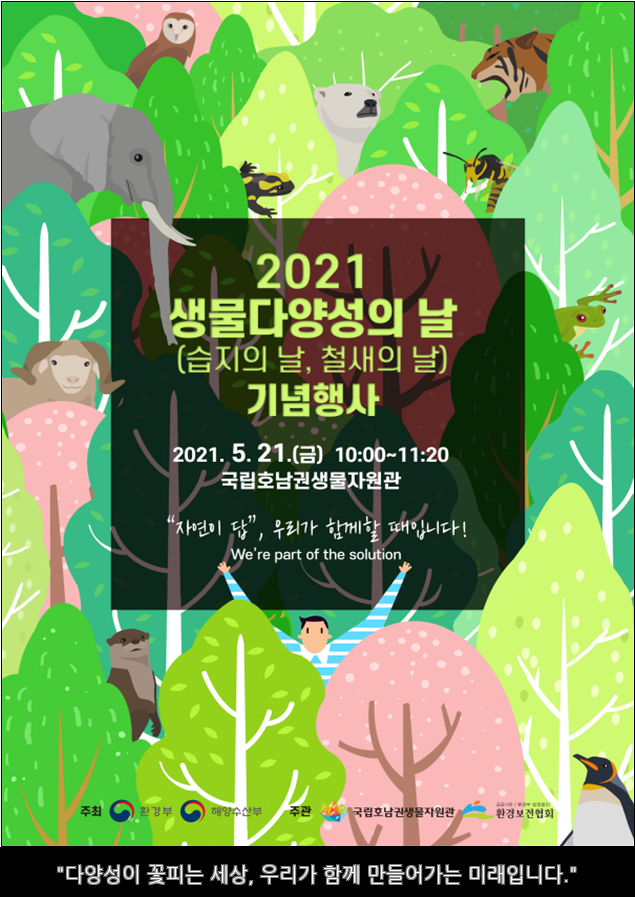 2021
생물다양성의 날
(습지의 날, 철새의 날)
기념행사
2021. 5. 21.(금) 10:00~11:20
국립호남권생물자원관
“자연이 답”, 우리가 함께할 때입니다!
We're part of the solution
주최 환경부 해양수산부 주관 국립호남권생물자원관 환경보전협회
"다양성이 꽃피는 세상, 우리가 함께 만들어가는 미래입니다."